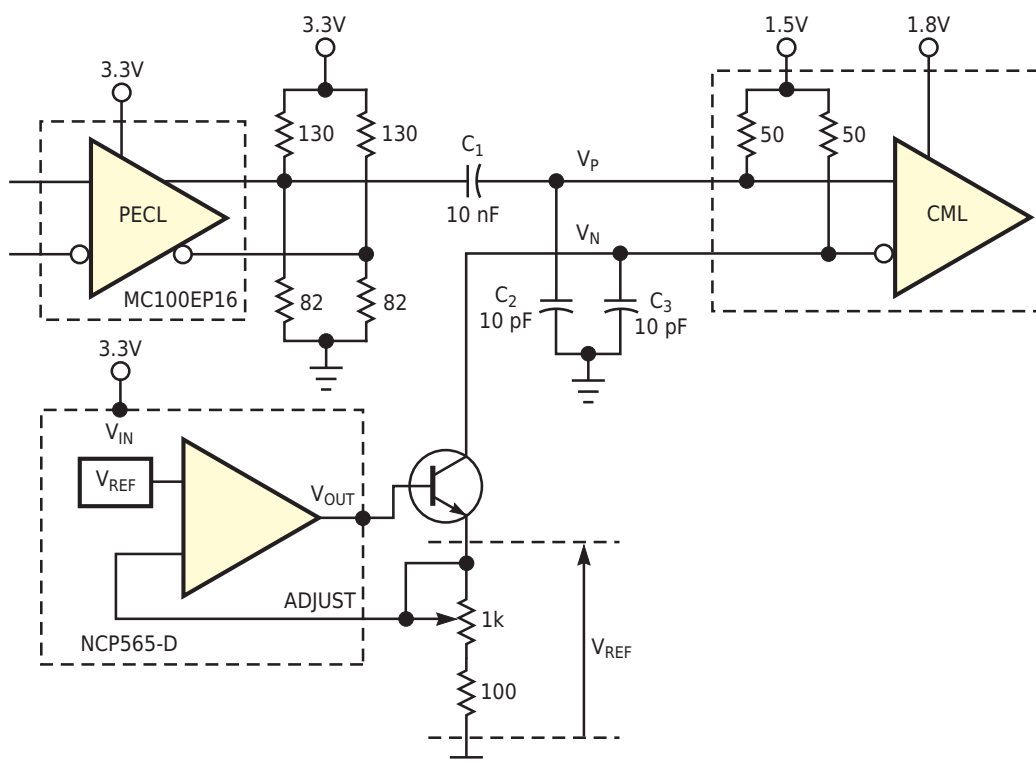 3.3V
1.5V
1.8V
3.3V
130
130
C1
10 nF
VP
50
50
PECL
CML
VN
MC100EP16
82
82
C2
10 pF
C3
10 pF
3.3V
VIN
VREF
VOUT
ADJUST
1k
NCP565-D
VREF
100